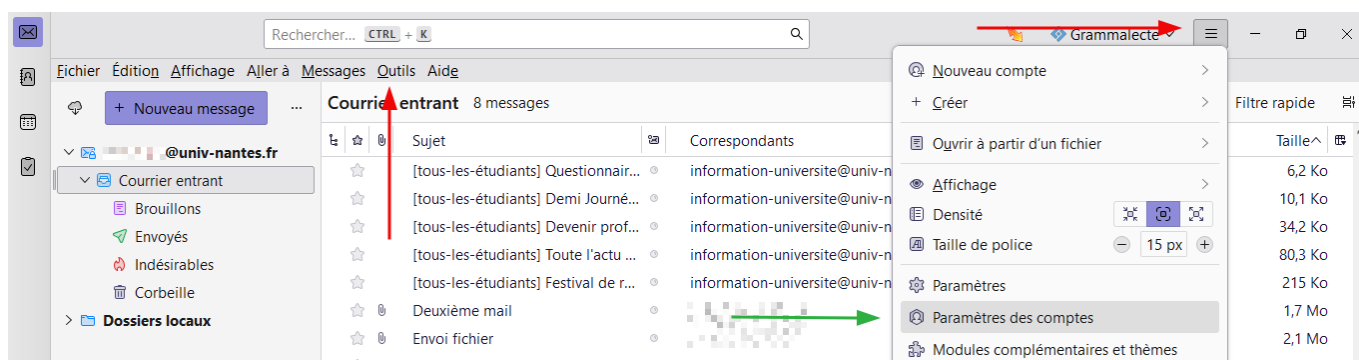 Rechercher... CTRL + K
Grammalecte
Fichier Édition Affichage Aller à Messages Outils Aide
Nouveau compte
+ Nouveau message ...
Courrier entrant 8 messages
+ Créer
Filtre rapide
Sujet
Correspondants
Ouvrir à partir d'un fichier
Taille
@univ-nantes.fr
Courrier entrant
[tous-les-étudiants] Questionnair...
information-universite@univ-n
Affichage
6,2 Ko
Brouillons
[tous-les-étudiants] Demi Journé...
information-universite@univ-n
Densité
10,1 Ko
Envoyés
[tous-les-étudiants] Devenir prof...
information-universite@univ-n
Taille de police
15 px
34,2 Ko
Indésirables
[tous-les-étudiants] Toute l'actu ...
information-universite@univ-n
80,3 Ko
Corbeille
[tous-les-étudiants] Festival de r...
information-universite@univ-n
Paramètres
215 Ko
Dossiers locaux
Deuxième mail
Paramètres des comptes
1,7 Mo
Envoi fichier
2,1 Mo
Modules complémentaires et thèmes